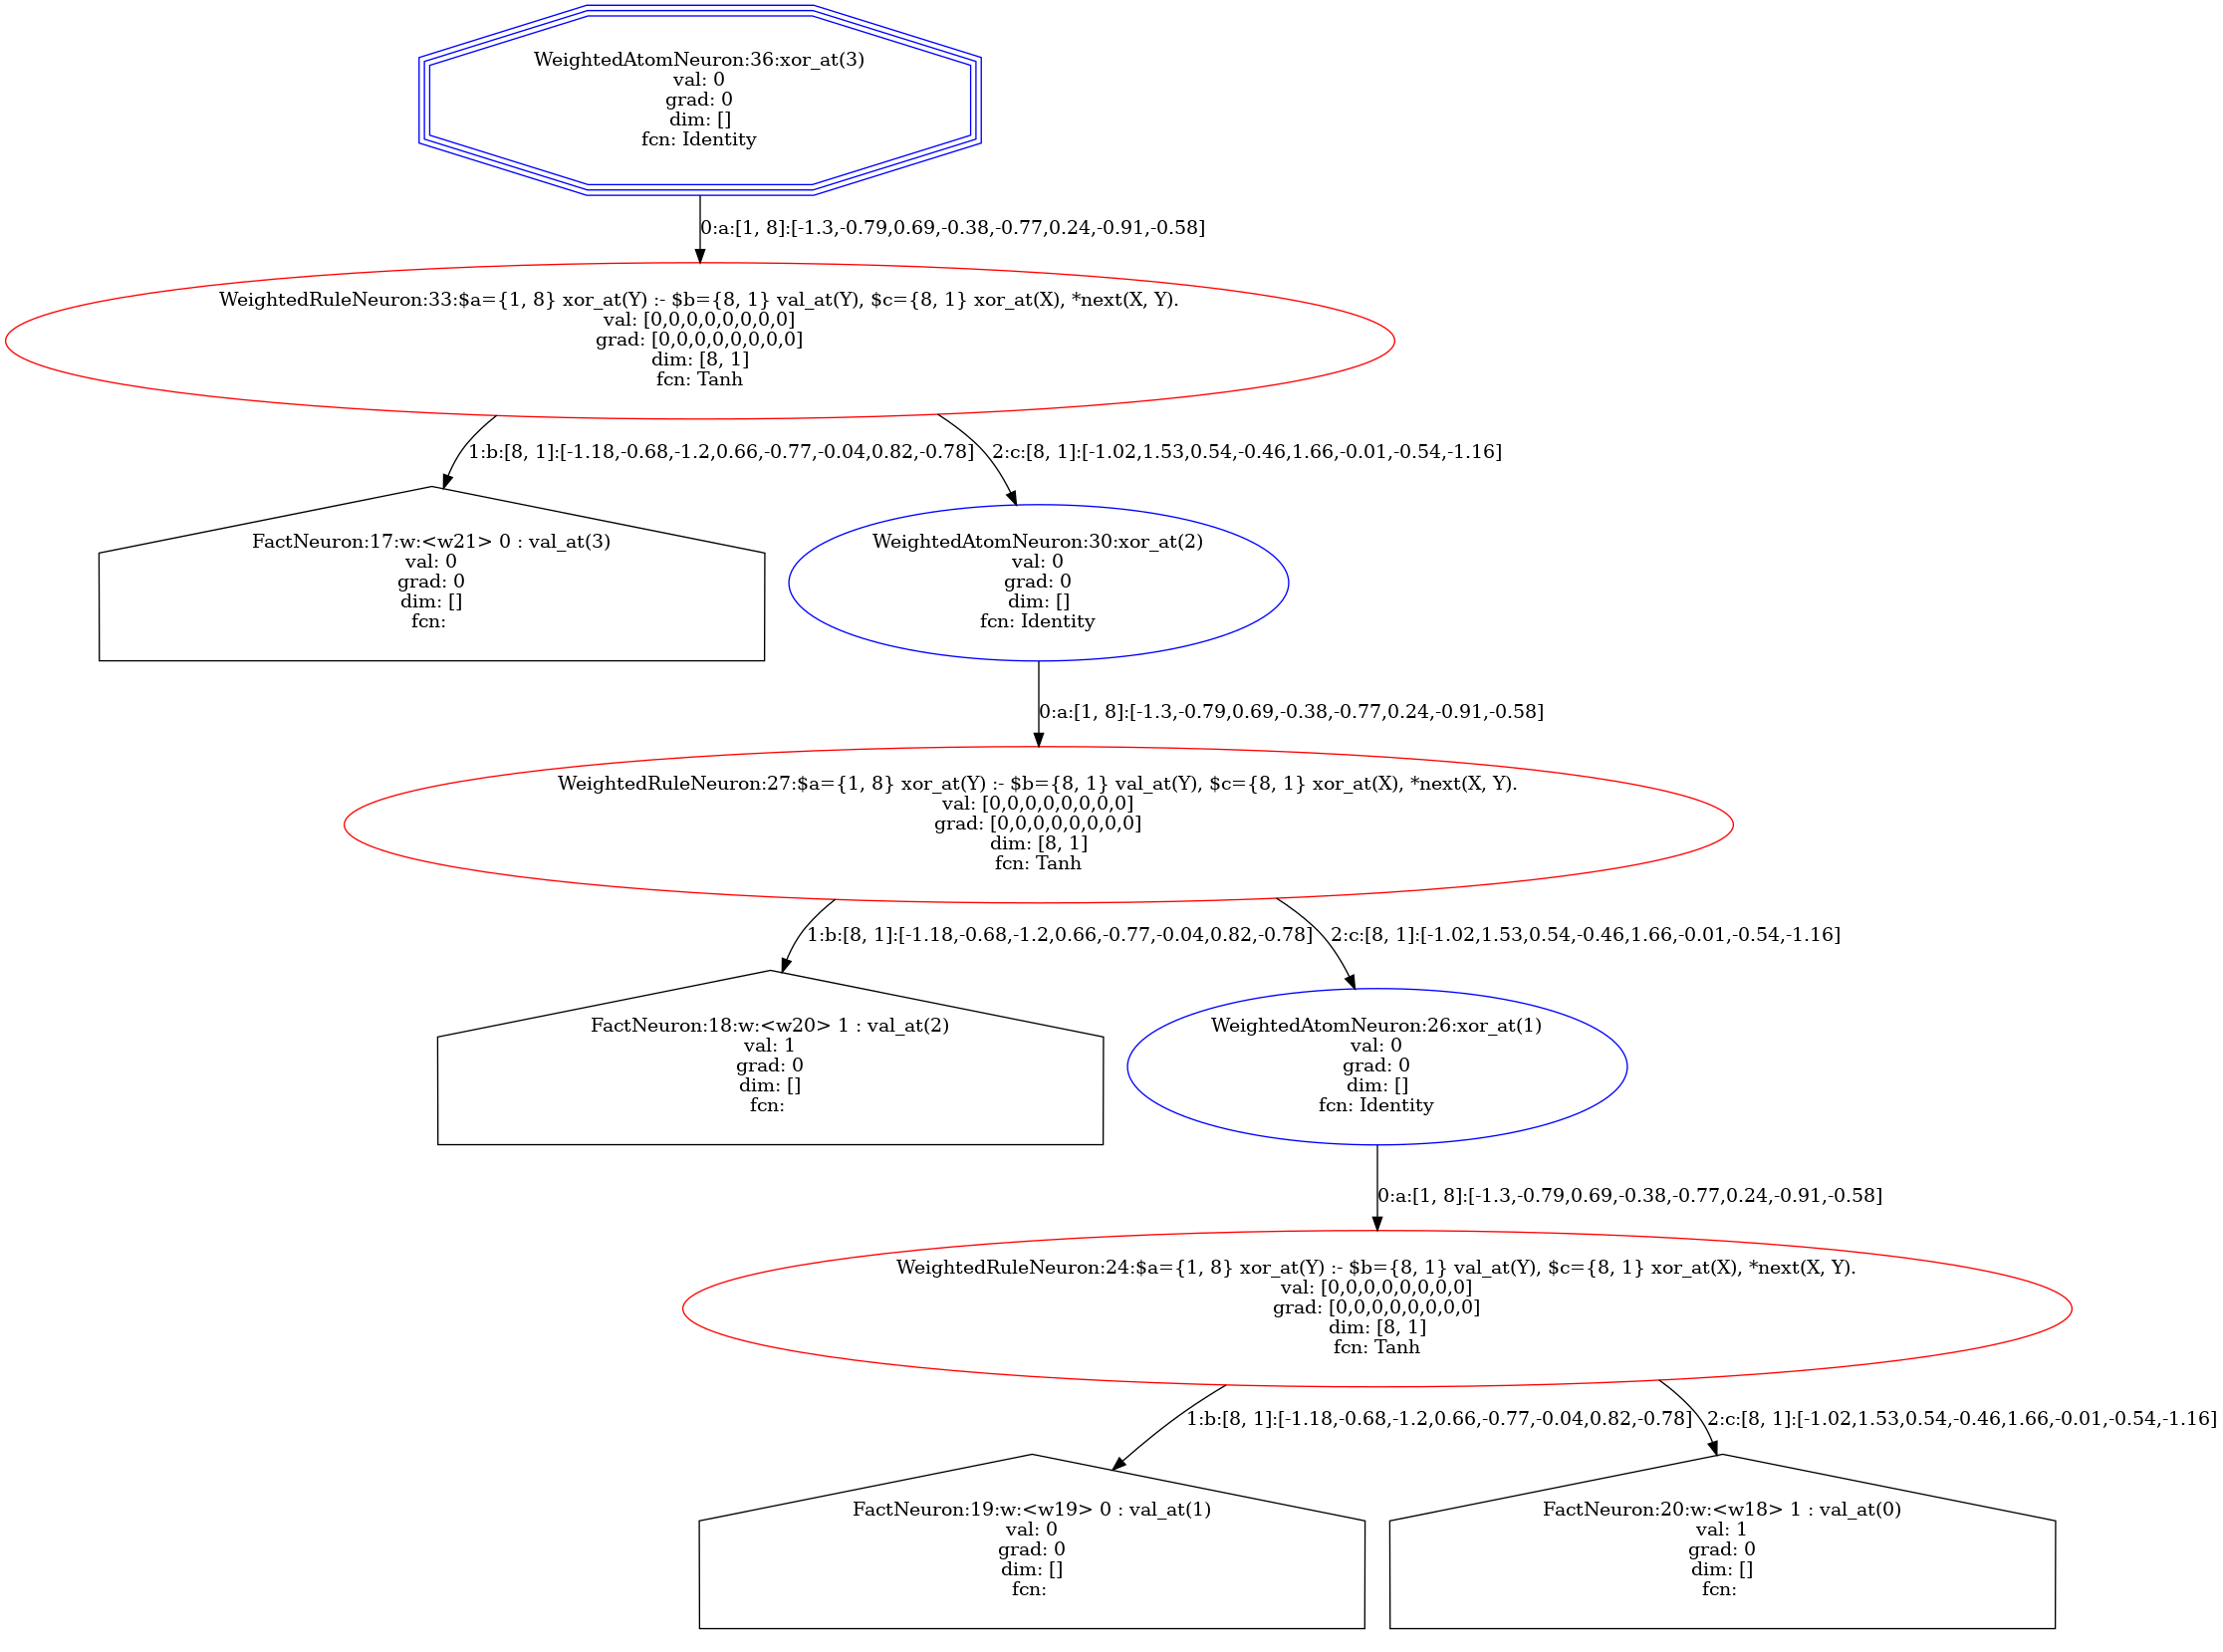 WeightedAtomNeuron:36:xor_at(3)
val: 0
grad: 0
dim: []
fcn: Identity
0:a:[1, 8]:[-1.3,-0.79,0.69,-0.38,-0.77,0.24,-0.91,-0.58]
WeightedRuleNeuron:33:$a={1, 8} xor_at(Y) :- $b={8, 1} val_at(Y), $c={8, 1} xor_at(X), *next(X, Y).
val: [0,0,0,0,0,0,0,0]
grad: [0,0,0,0,0,0,0,0]
dim: [8, 1]
fcn: Tanh
1:b:[8, 1]:[-1.18,-0.68,-1.2,0.66,-0.77,-0.04,0.82,-0.78]
2:c:[8, 1]:[-1.02,1.53,0.54,-0.46,1.66,-0.01,-0.54,-1.16]
FactNeuron:17:w:<w21> 0 : val_at(3)
val: 0
grad: 0
dim: []
fcn:
WeightedAtomNeuron:30:xor_at(2)
val: 0
grad: 0
dim: []
fcn: Identity
0:a:[1, 8]:[-1.3,-0.79,0.69,-0.38,-0.77,0.24,-0.91,-0.58]
WeightedRuleNeuron:27:$a={1, 8} xor_at(Y) :- $b={8, 1} val_at(Y), $c={8, 1} xor_at(X), *next(X, Y).
val: [0,0,0,0,0,0,0,0]
grad: [0,0,0,0,0,0,0,0]
dim: [8, 1]
fcn: Tanh
1:b:[8, 1]:[-1.18,-0.68,-1.2,0.66,-0.77,-0.04,0.82,-0.78]
2:c:[8, 1]:[-1.02,1.53,0.54,-0.46,1.66,-0.01,-0.54,-1.16]
FactNeuron:18:w:<w20> 1 : val_at(2)
val: 1
grad: 0
dim: []
fcn:
WeightedAtomNeuron:26:xor_at(1)
val: 0
grad: 0
dim: []
fcn: Identity
0:a:[1, 8]:[-1.3,-0.79,0.69,-0.38,-0.77,0.24,-0.91,-0.58]
WeightedRuleNeuron:24:$a={1, 8} xor_at(Y) :- $b={8, 1} val_at(Y), $c={8, 1} xor_at(X), *next(X, Y).
val: [0,0,0,0,0,0,0,0]
grad: [0,0,0,0,0,0,0,0]
dim: [8, 1]
fcn: Tanh
1:b:[8, 1]:[-1.18,-0.68,-1.2,0.66,-0.77,-0.04,0.82,-0.78]
2:c:[8, 1]:[-1.02,1.53,0.54,-0.46,1.66,-0.01,-0.54,-1.16]
FactNeuron:19:w:<w19> 0 : val_at(1)
val: 0
grad: 0
dim: []
fcn:
FactNeuron:20:w:<w18> 1 : val_at(0)
val: 1
grad: 0
dim: []
fcn: